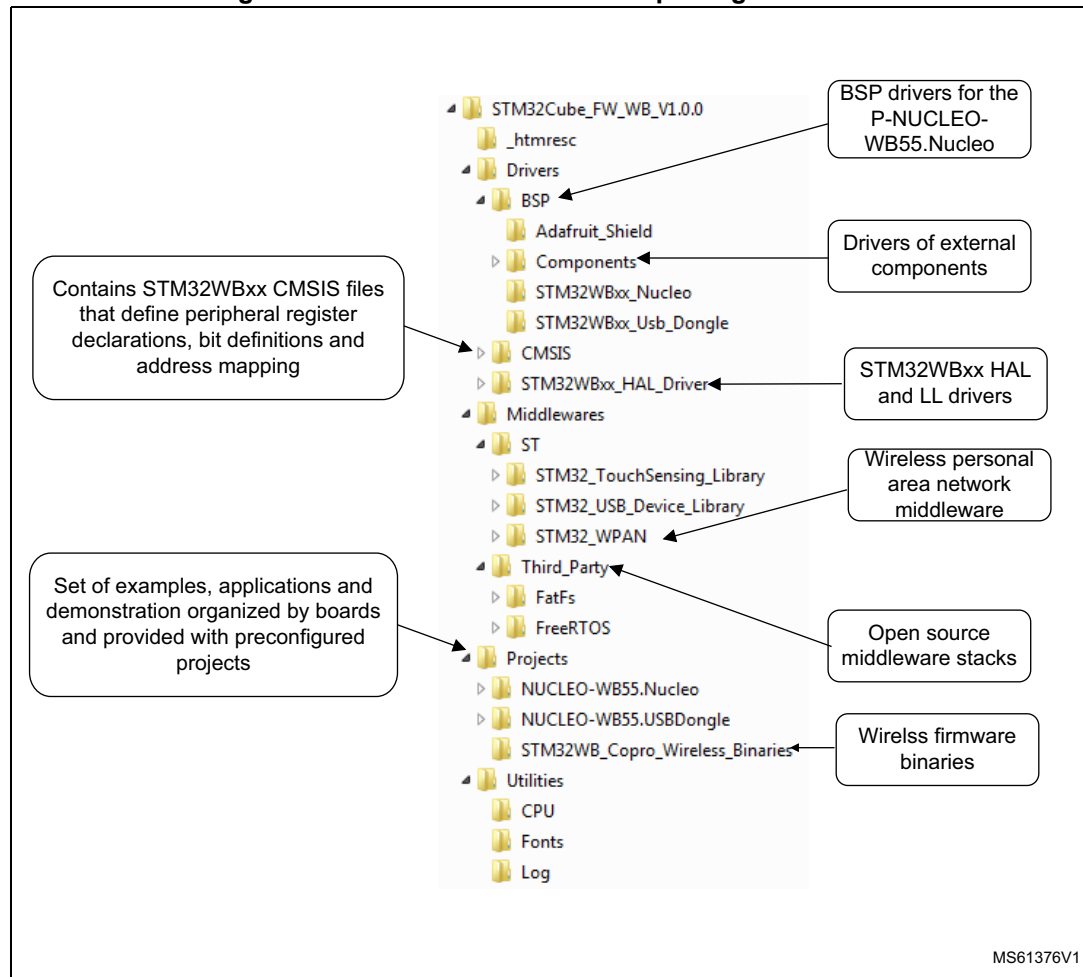 BSP drivers for the
P-NUCLEO-
WB55.Nucleo
STM32Cube_FW_WB_V1.0.0
_htmresc
Drivers
BSP
Adafruit_Shield
Components
STM32WBxx_Nucleo
STM32WBxx_Usb_Dongle
CMSIS
STM32WBxx_HAL_Driver
Middlewares
ST
STM32_TouchSensing_Library
STM32_USB_Device_Library
STM32_WPAN
Third_Party
FatFs
FreeRTOS
Projects
NUCLEO-WB55.Nucleo
NUCLEO-WB55.USBDongle
STM32WB_Copro_Wireless_Binaries
Utilities
CPU
Fonts
Log
Drivers of external
components
Contains STM32WBxx CMSIS files
that define peripheral register
declarations, bit definitions and
address mapping
STM32WBxx HAL
and LL drivers
Wireless personal
area network
middleware
Set of examples, applications and
demonstration organized by boards
and provided with preconfigured
projects
Open source
middleware stacks
Wirelss firmware
binaries
MS61376V1